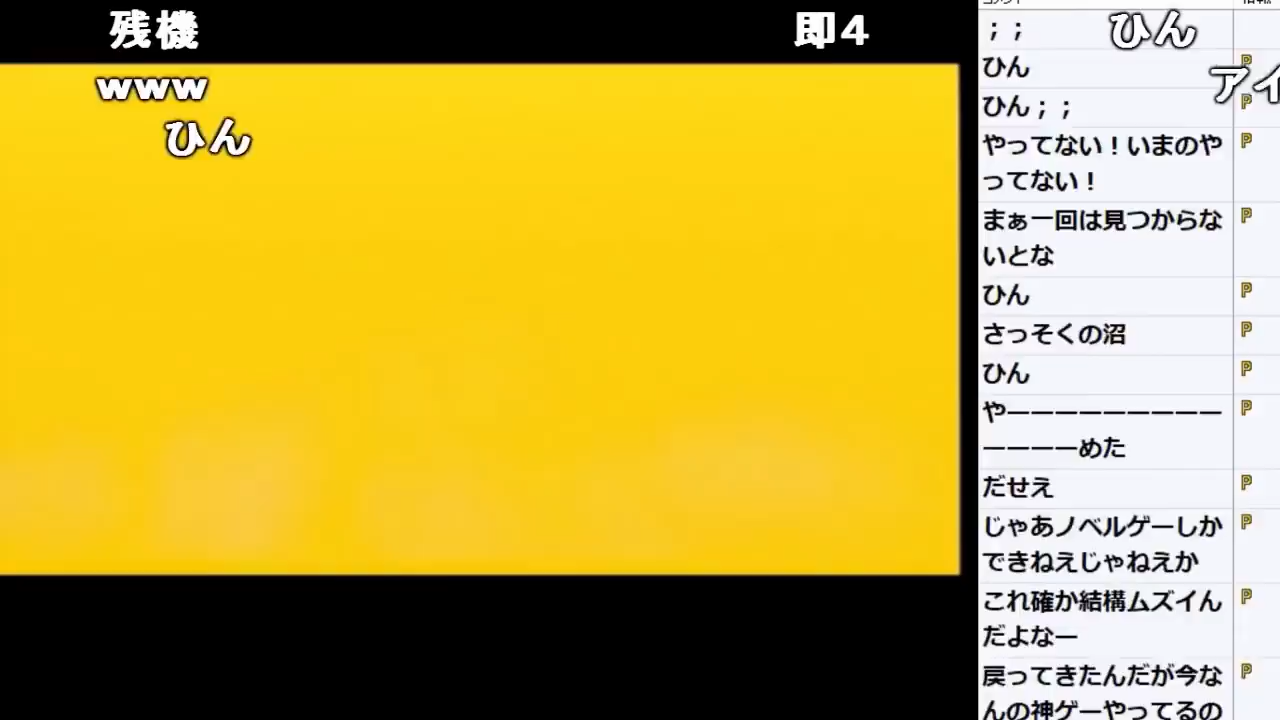 残機
即4
www
ひん
ひん
アイ
コメント
；；
ひん
P
ひん；；
P
やってない！いまのや
P
ってない！
まぁ一回は見つからな
P
いとな
ひん
P
さっそくの沼
P
ひん
P
やーーーーーーーーー
P
ーーーーめた
だせえ
P
じゃあノベルゲーしか
P
できねえじゃねえか
これ確か結構ムズイん
P
だよなー
戻ってきたんだが今な
P
んの神ゲーやってるの